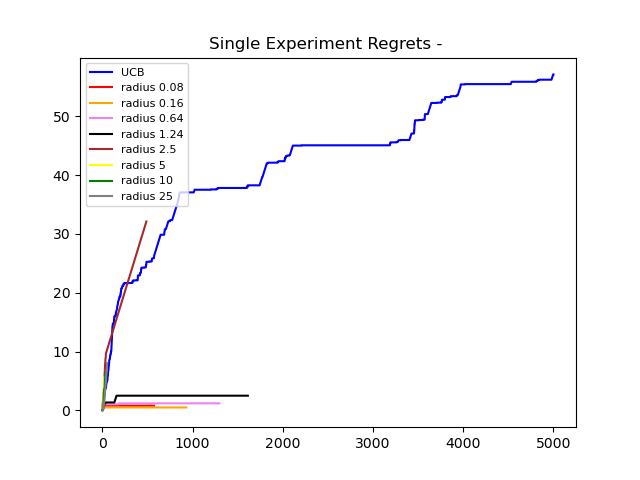 Single Experiment Regrets -
UCB
radius 0.08
radius 0.16
radius 0.64
radius 1.24
radius 2.5
radius 5
radius 10
radius 25
50
40
30
20
10
0
0 1000 2000 3000 4000 5000